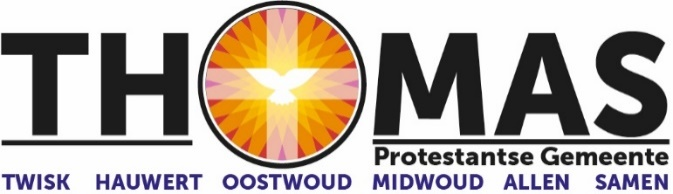 THOMAS
Protestantse Gemeente
TWISK HAUWERT OOSTWOUD MIDWOUD ALLEN SAMEN